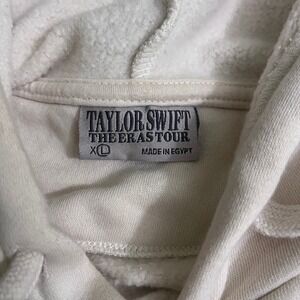 TAYLOR SWIFT
THE ERAS TOUR
XL MADE IN EGYPT